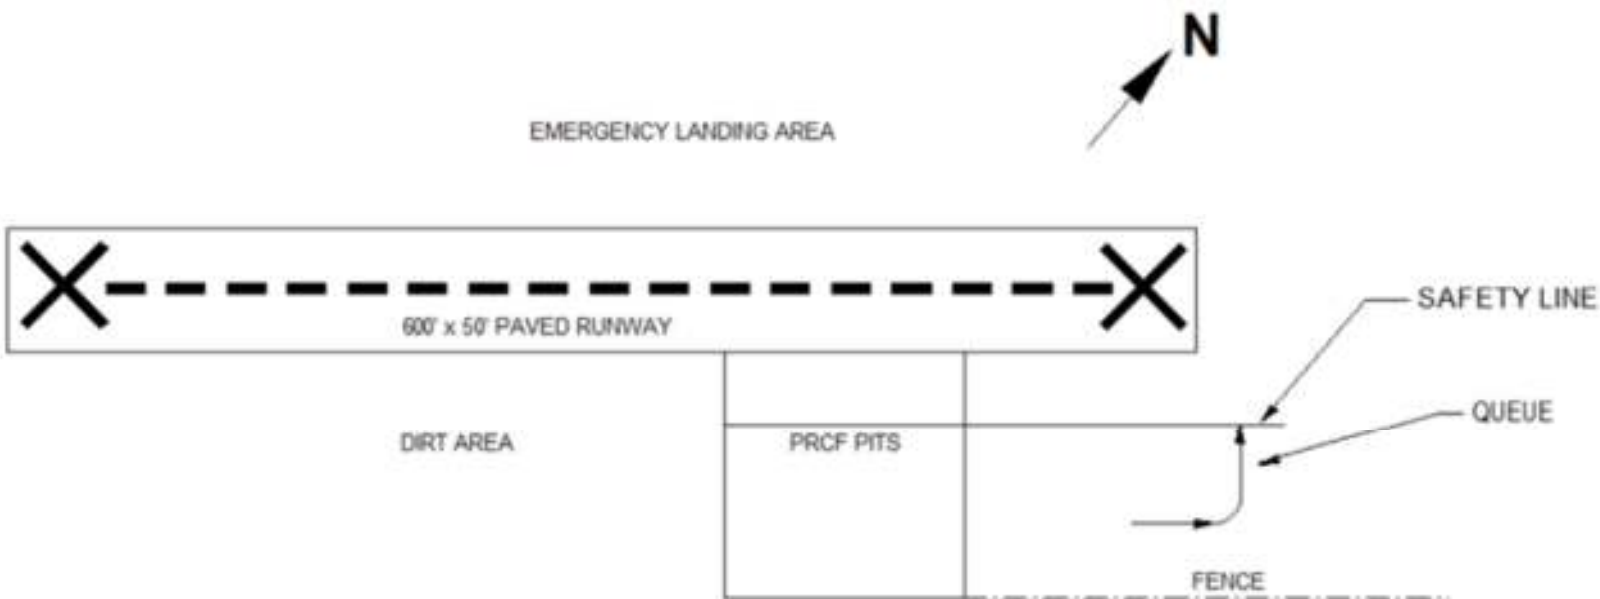 N
EMERGENCY LANDING AREA
600' x 50' PAVED RUNWAY
SAFETY LINE
QUEUE
DIRT AREA
PRCF PITS
FENCE